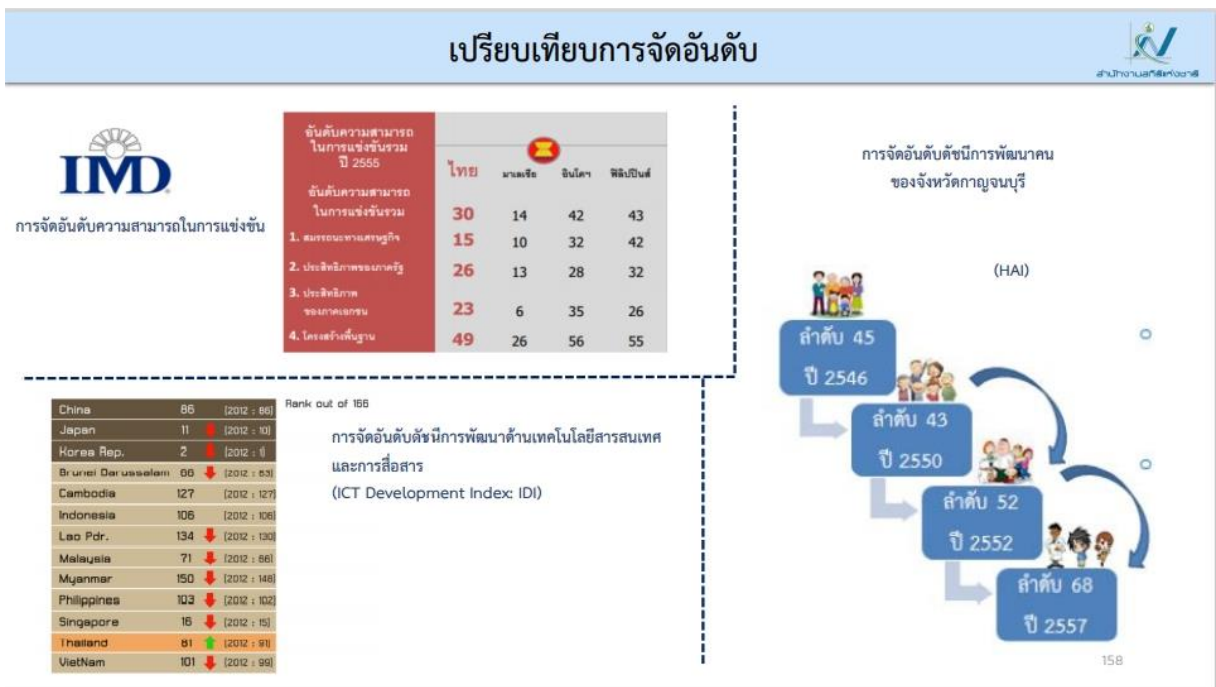 เปรียบเทียบการจัดอันดับ
สำนักงานสถิติแห่งชาติ
IMD
การจัดอันดับความสามารถในการแข่งขัน
อันดับความสามารถ
ในการแข่งขันรวม
ปี 2555
ไทย มาเลเซีย อินโดฯ ฟิลิปปินส์
อันดับความสามารถ
ในการแข่งขันรวม 30 14 42 43
1. สมรรถนะทางเศรษฐกิจ 15 10 32 42
2. ประสิทธิภาพของภาครัฐ 26 13 28 32
3. ประสิทธิภาพ
ของภาคเอกชน 23 6 35 26
4. โครงสร้างพื้นฐาน 49 26 56 55
การจัดอันดับดัชนีการพัฒนาคน
ของจังหวัดกาญจนบุรี
(HAI)
ลำดับ 45
ปี 2546
ลำดับ 43
ปี 2550
ลำดับ 52
ปี 2552
ลำดับ 68
ปี 2557
Rank out of 166
China 86 [2012 : 86]
Japan 11 [2012 : 10]
Korea Rep. 2 [2012 : 1]
Brunei Darussalam 66 [2012 : 63]
Cambodia 127 [2012 : 127]
Indonesia 106 [2012 : 106]
Lao Pdr. 134 [2012 : 130]
Malaysia 71 [2012 : 66]
Myanmar 150 [2012 : 148]
Philippines 103 [2012 : 102]
Singapore 16 [2012 : 15]
Thailand 81 [2012 : 91]
VietNam 101 [2012 : 99]
การจัดอันดับดัชนีการพัฒนาด้านเทคโนโลยีสารสนเทศ
และการสื่อสาร
(ICT Development Index: IDI)
158